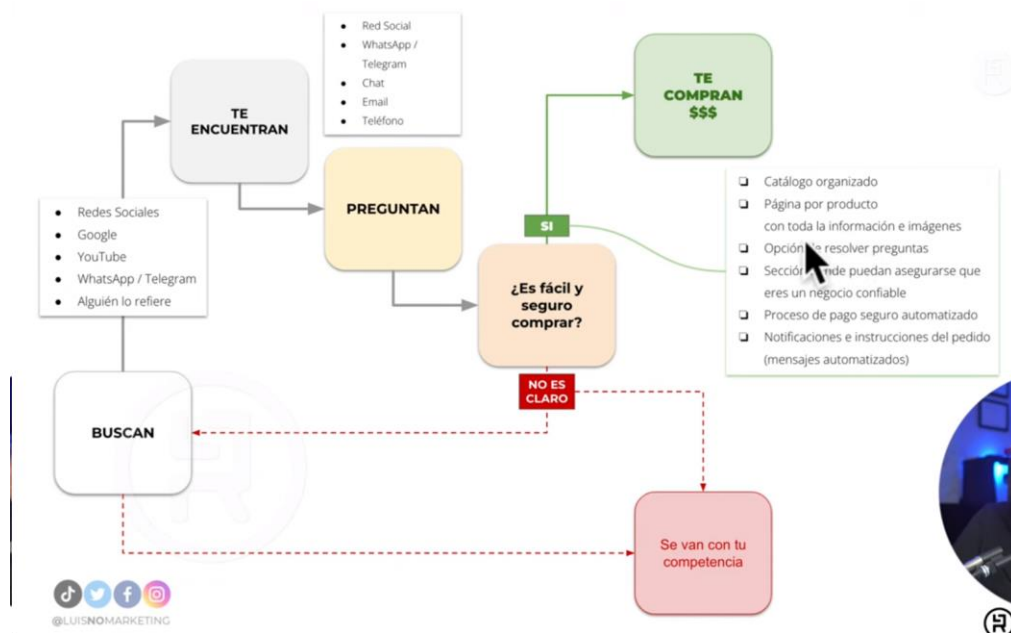 Red Social
WhatsApp /
Telegram
Chat
Email
Teléfono
TE
ENCUENTRAN
TE
COMPRAN
$$$
PREGUNTAN
Redes Sociales
Google
YouTube
WhatsApp / Telegram
Alguién lo refiere
SI
¿Es fácil y
seguro
comprar?
Catálogo organizado
Página por producto
con toda la información e imágenes
Opción de resolver preguntas
Sección puedan asegurarse que
eres un negocio confiable
Proceso de pago seguro automatizado
Notificaciones e instrucciones del pedido
(mensajes automatizados)
NO ES
CLARO
BUSCAN
Se van con tu
competencia
@LUISNOMARKETING